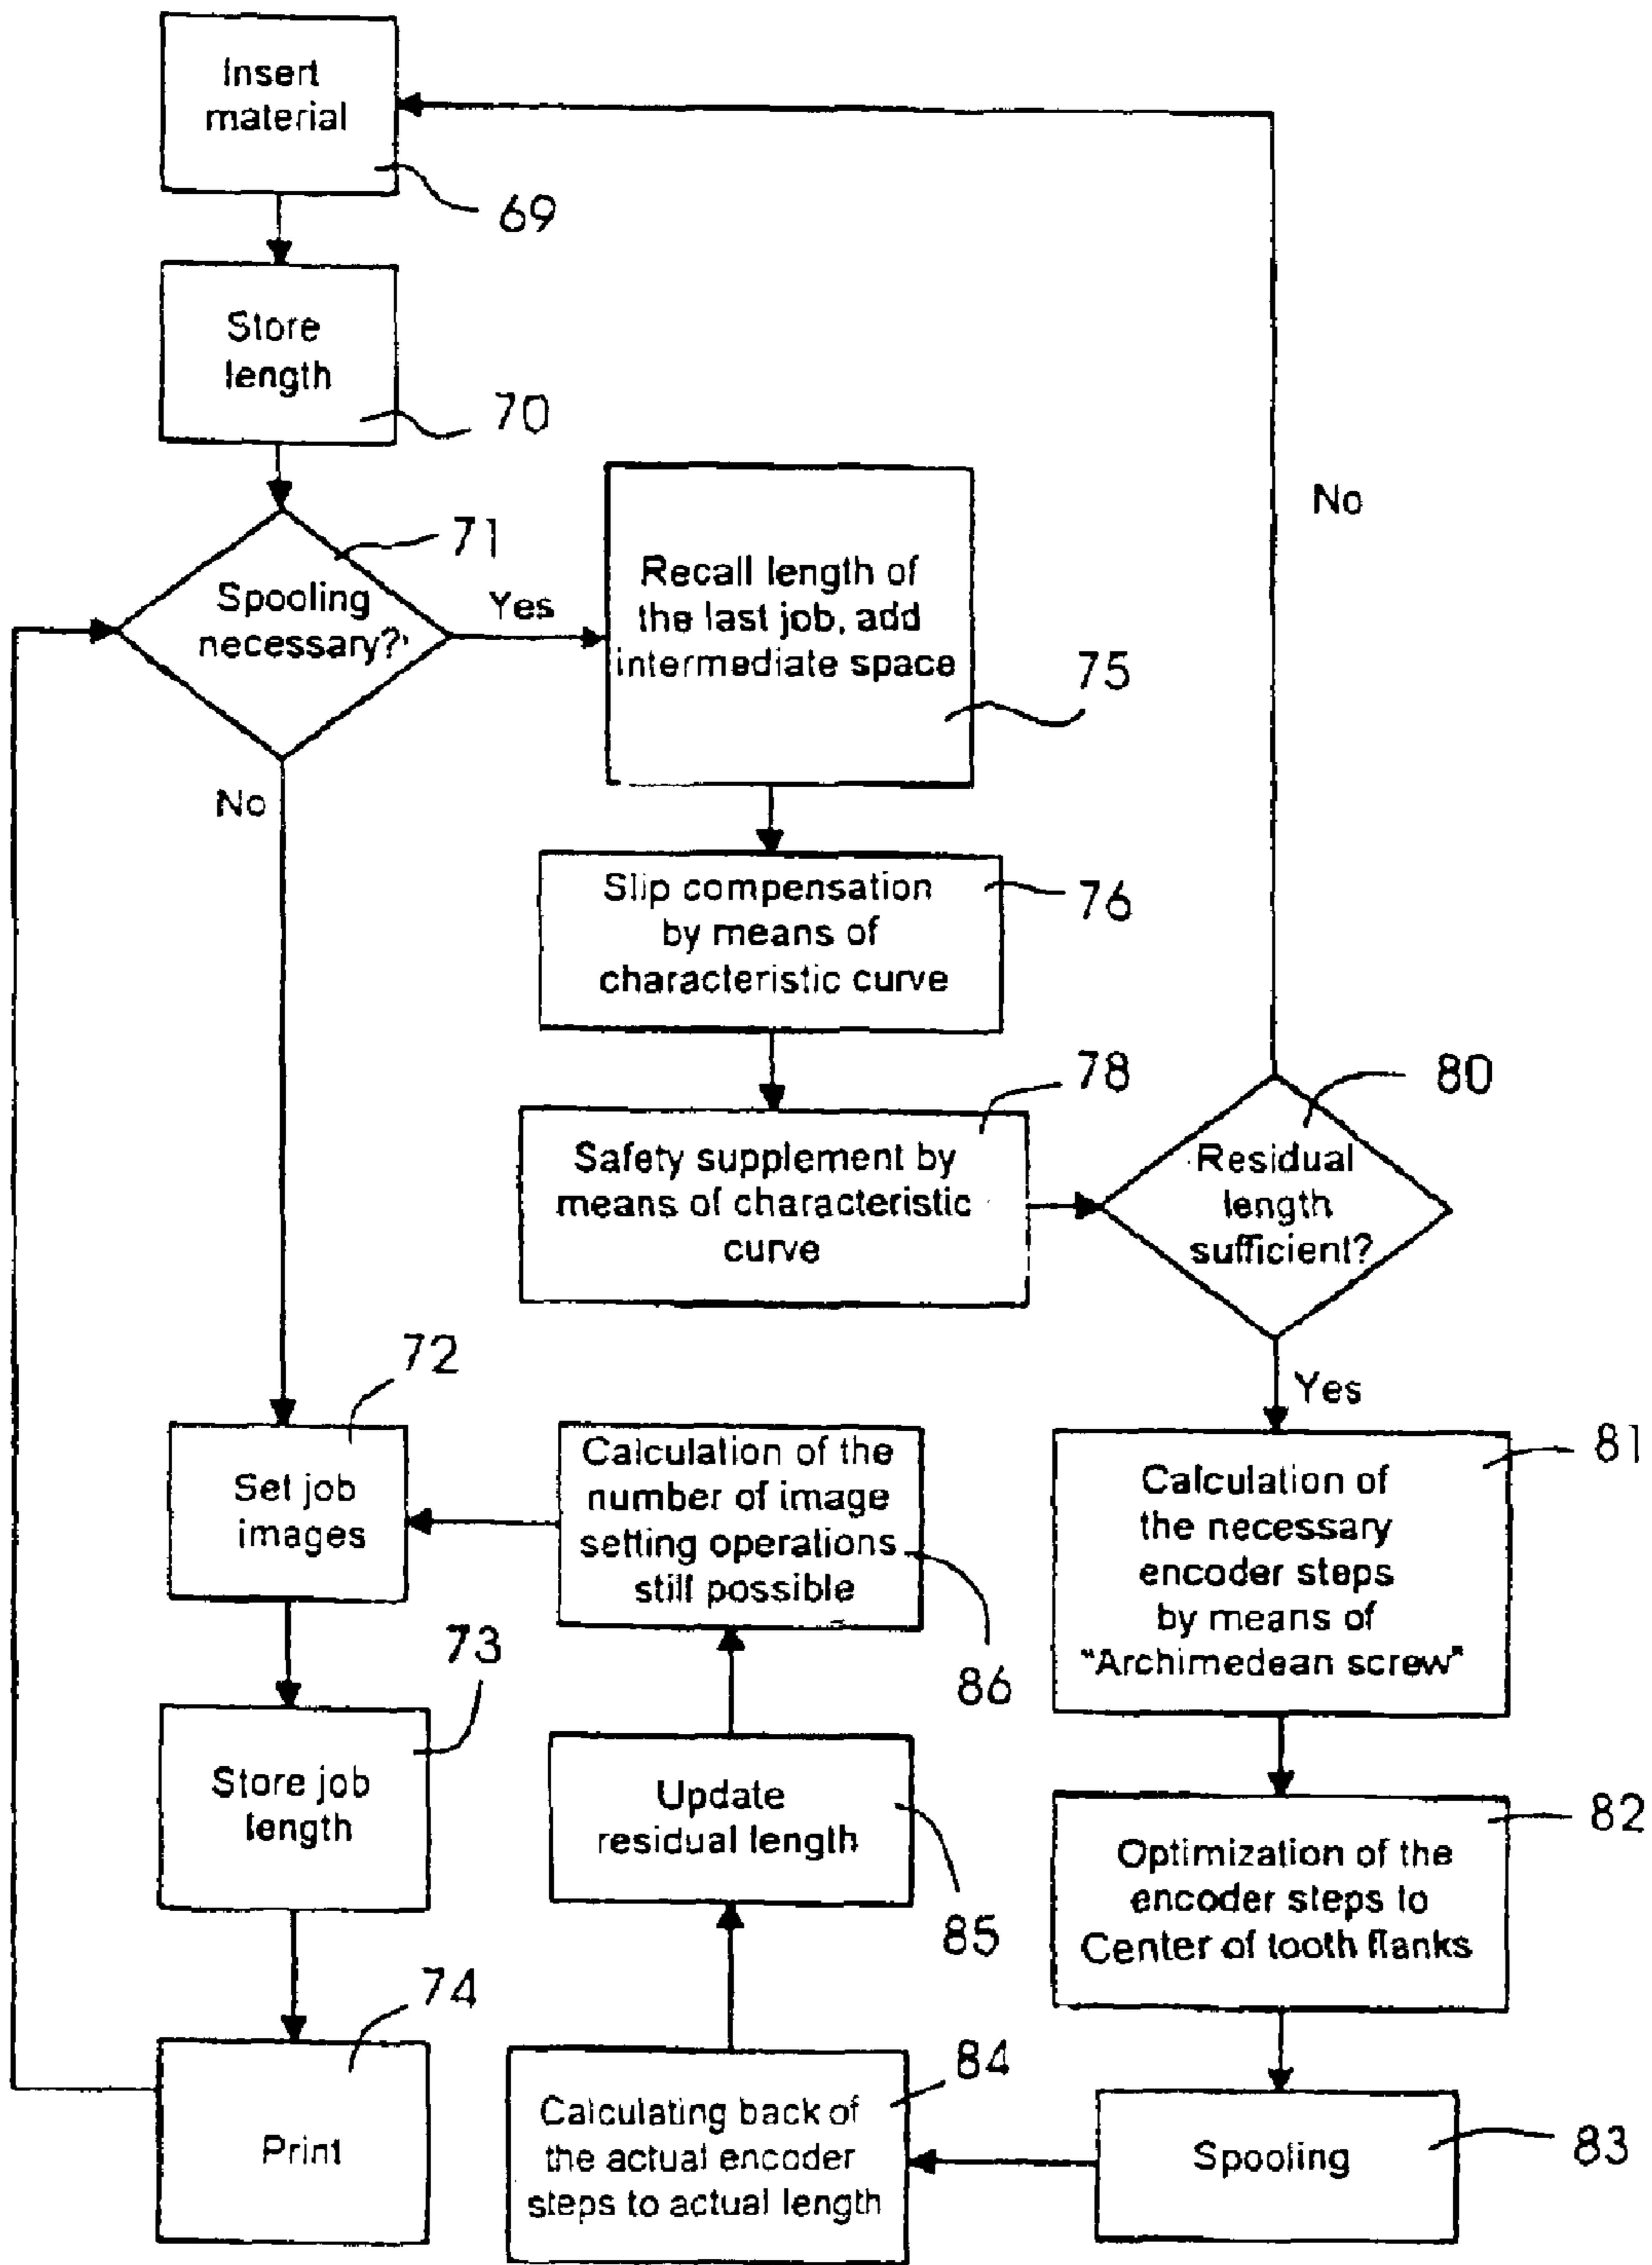 Insert
material
69
Store
length
70
71
Spooling
necessary?
Yes
No
Recall length of
the last job, add
intermediate space
75
Slip compensation
by means of
characteristic curve
76
Safety supplement by
means of characteristic
curve
78
80
Residual
length
sufficient?
No
Yes
72
Set job
images
Calculation of the
number of image
setting operations
still possible
86
81
Calculation of
the necessary
encoder steps
by means of
"Archimedean screw"
73
Store job
length
Update
residual length
85
82
Optimization of the
encoder steps to
Center of tooth flanks
74
Print
84
Calculating back of
the actual encoder
steps to actual length
Spooling
83